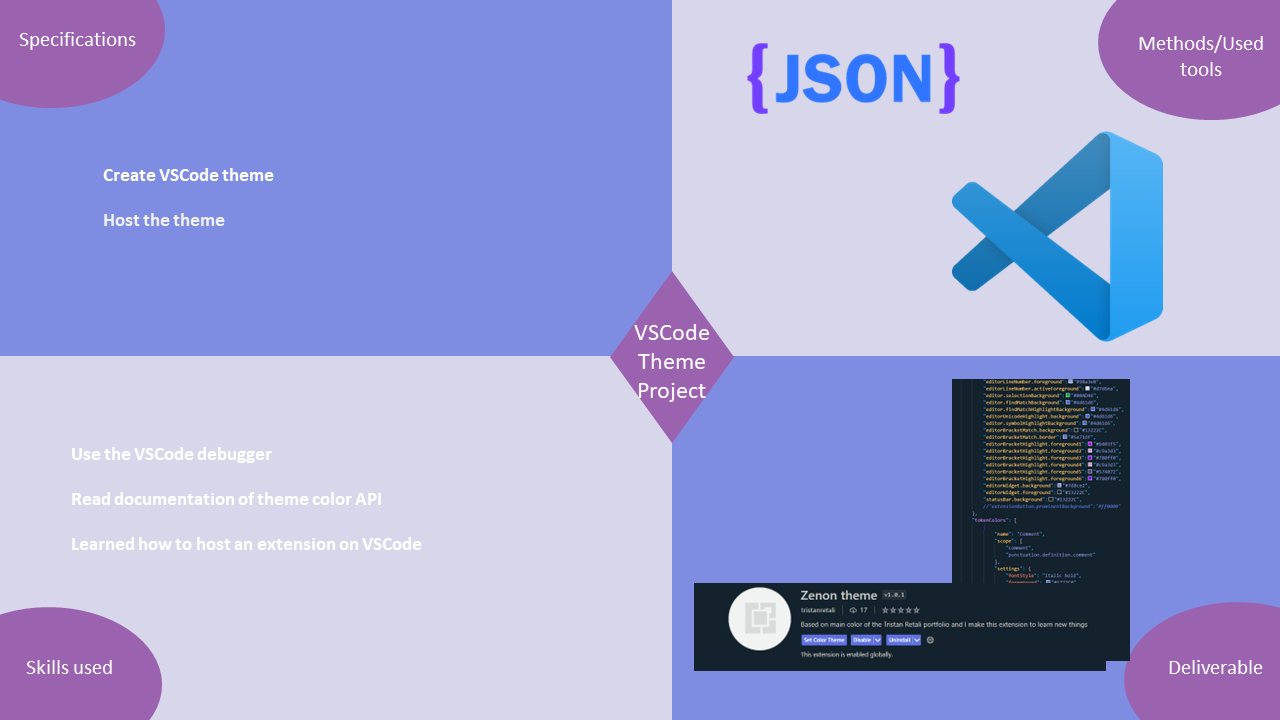 Specifications
Create VSCode theme
Host the theme
{JSON}
Methods/Used
tools
VSCode
Theme
Project
Use the VSCode debugger
Read documentation of theme color API
Learned how to host an extension on VSCode
Skills used
"editorLineNumber.activeForeground":
"editor.selectionBackground":
"editor.findMatchBackground":
"editor.findMatchHighlightBackground":
"editorUnicodeHighlight.background":
"editor.symbolHighlightBackground":
"editorBracketMatch.background": "#13222C",
"editorBracketMatch.border":
"editorBracketHighlight.foreground1":
"editorBracketHighlight.foreground2":
"editorBracketHighlight.foreground3":
"editorBracketHighlight.foreground4":
"editorBracketHighlight.foreground5":
"editorBracketHighlight.foreground6":
"editorWidget.background":
"editorWidget.foreground": "#13222C",
"statusBar.background": "#13222C",
//"extensionButton.prominentBackground":
},
"tokenColors": [
{
"name": "Comment",
"scope": [
"comment",
"punctuation.definition.comment"
],
"settings": {
"fontStyle": "italic bold",
Zenon theme v1.0.1
tristanretali 17
Based on main color of the Tristan Retali portfolio and I make this extension to learn new things
Set Color Theme Disable Uninstall
This extension is enabled globally.
Deliverable